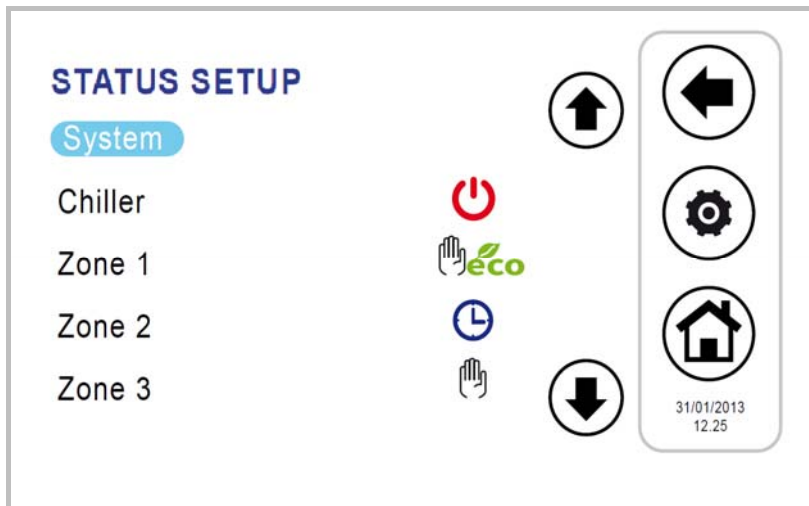 STATUS SETUP
System
Chiller
Zone 1
eco
Zone 2
Zone 3
31/01/2013
12.25